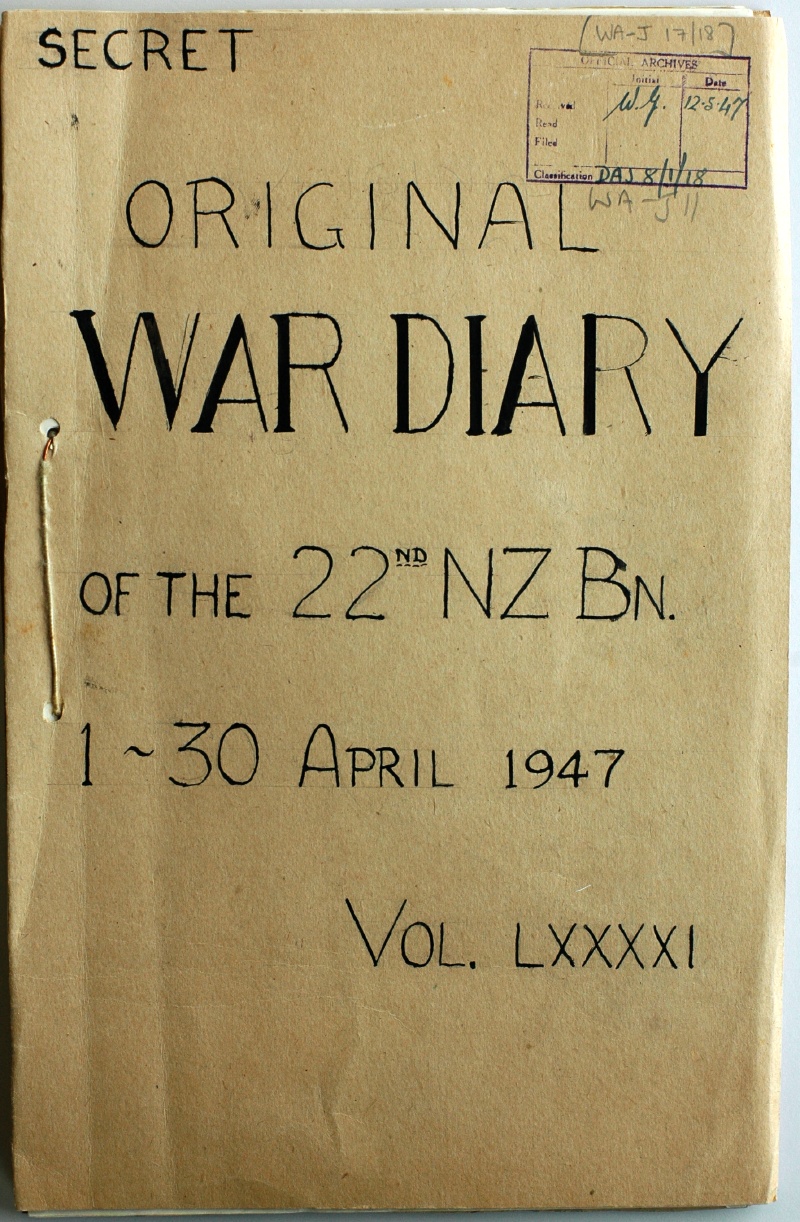 SECRET
(WA-J 17/18)
OFFICIAL ARCHIVES
Initial Date
Received W.G. 12-5-47
Read
Filed
Classification DAJ 8/1/18
WA-J 11
ORIGINAL
WAR DIARY
OF THE 22ND NZ BN.
1 ~ 30 APRIL 1947
VOL. LXXXXI